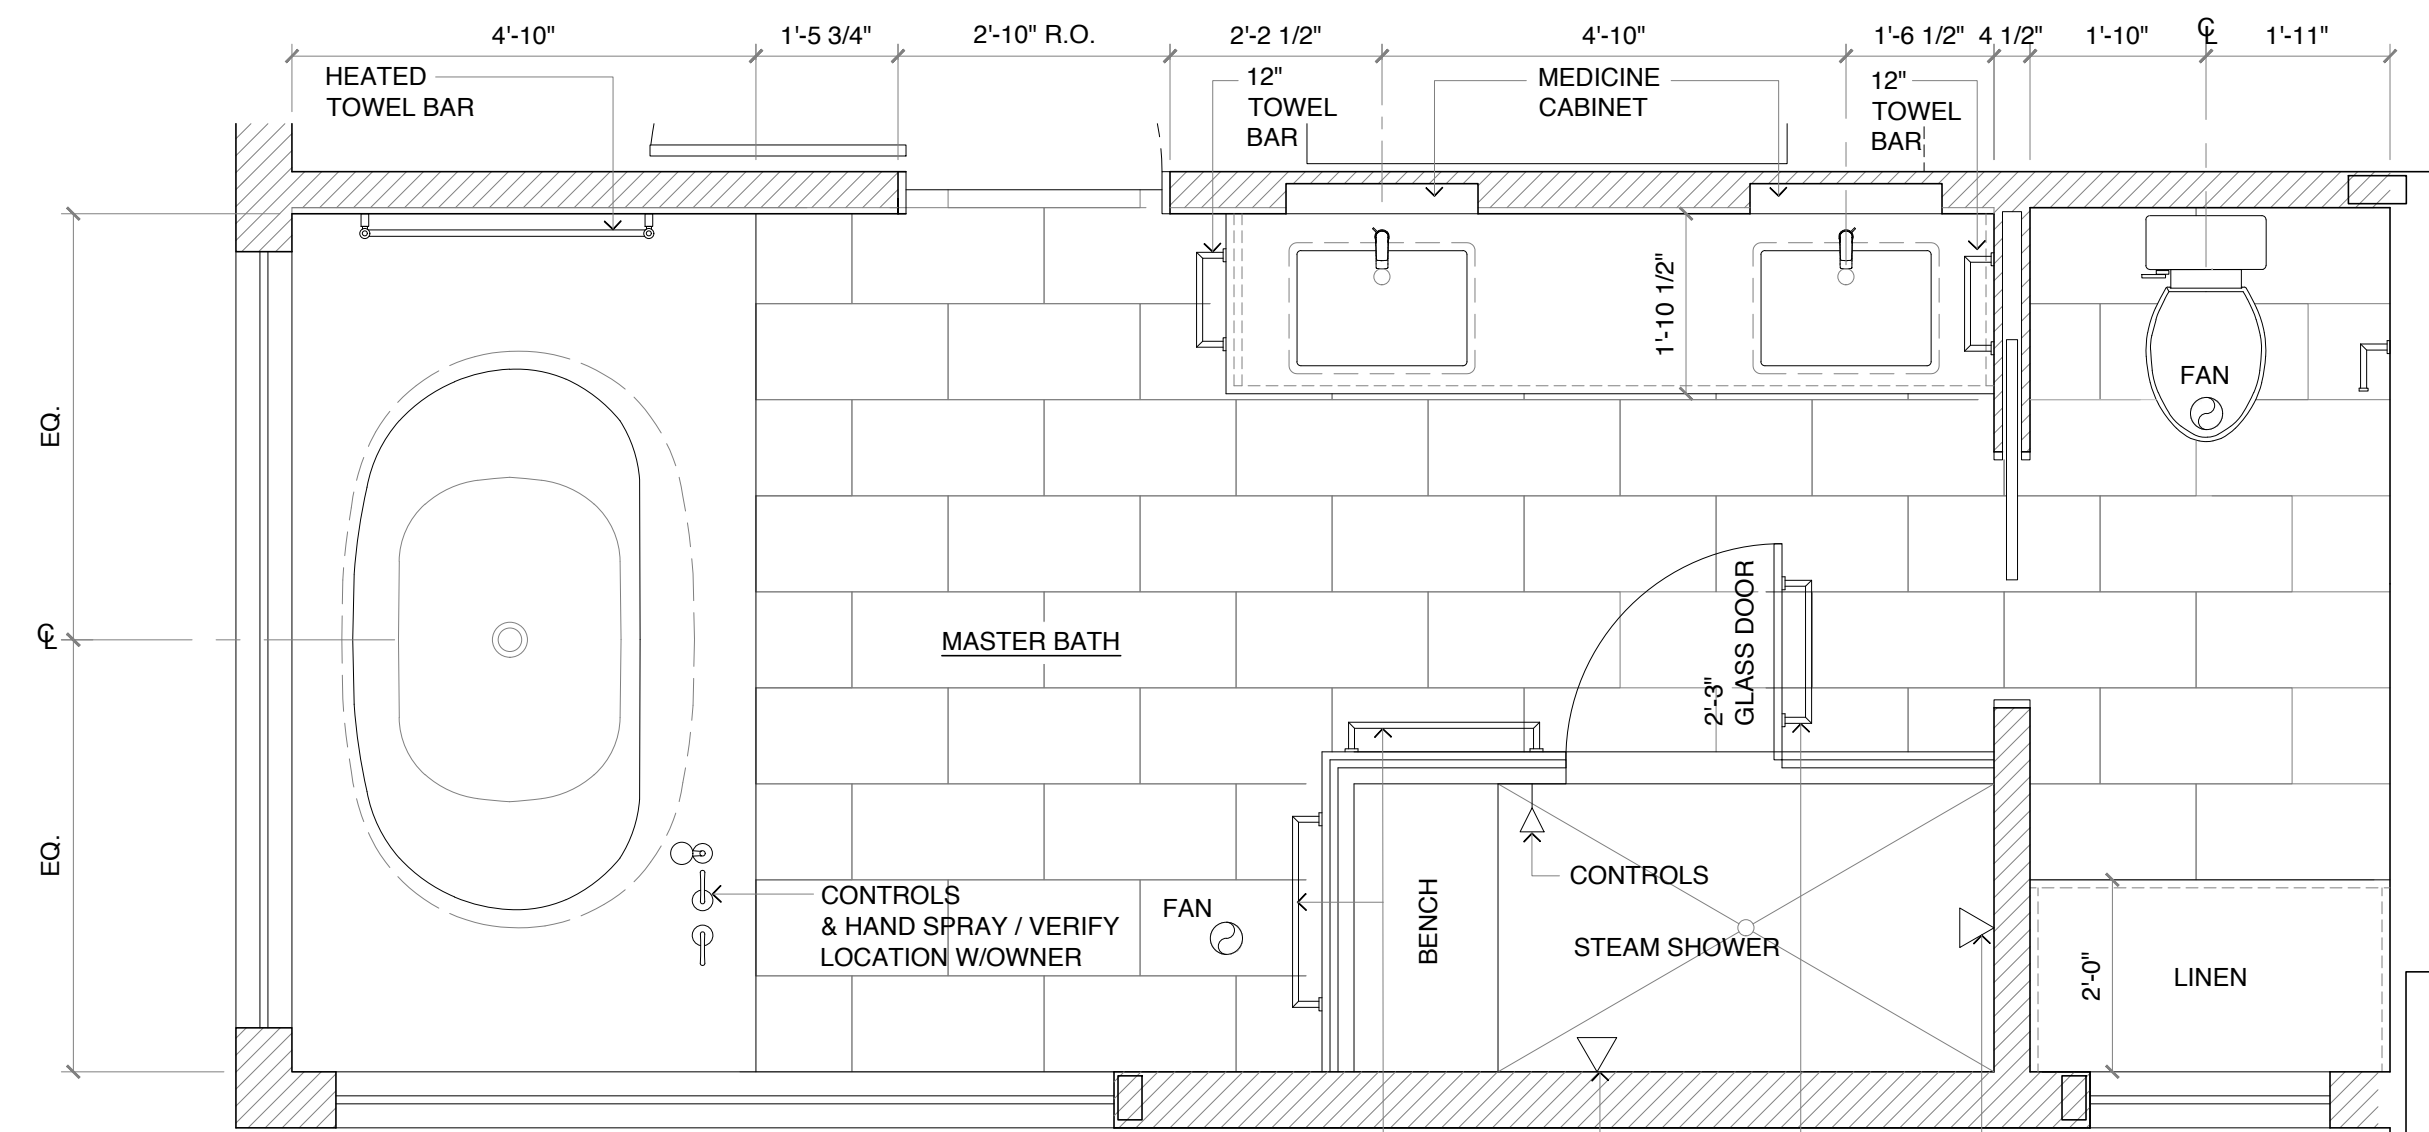 4'-10"
1'-5 3/4"
2'-10" R.O.
2'-2 1/2"
4'-10"
1'-6 1/2"
4 1/2"
1'-10"
℄
1'-11"
HEATED
TOWEL BAR
12"
TOWEL
BAR
MEDICINE
CABINET
12"
TOWEL
BAR
1'-10 1/2"
FAN
EQ.
℄
MASTER BATH
2'-3"
GLASS DOOR
EQ.
CONTROLS
& HAND SPRAY / VERIFY
LOCATION W/OWNER
FAN
BENCH
CONTROLS
STEAM SHOWER
2'-0"
LINEN